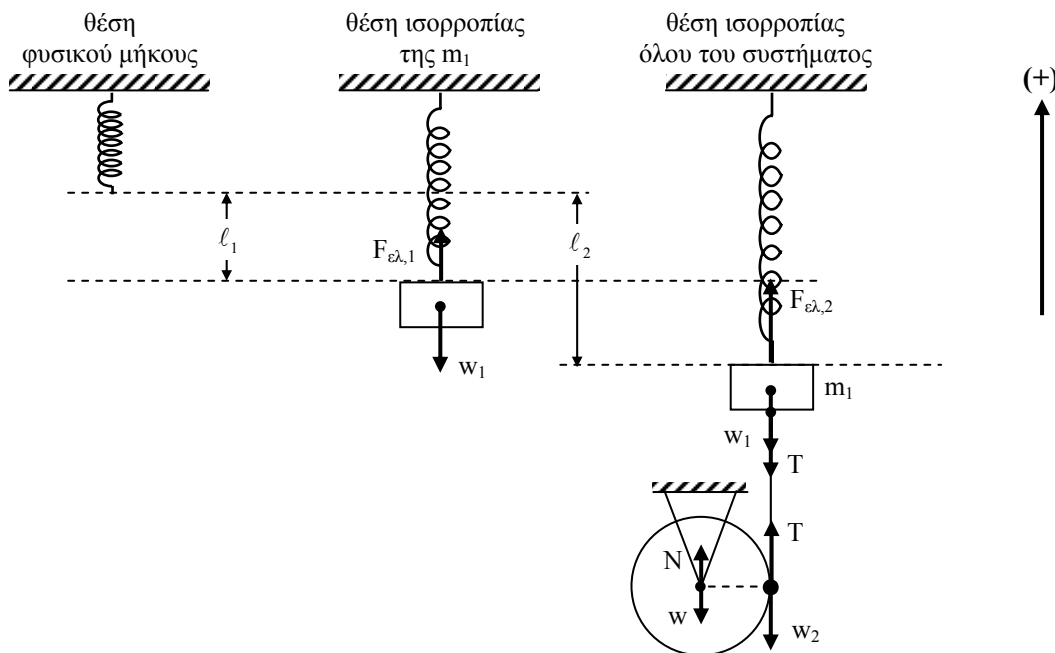 θέση
φυσικού μήκους
θέση ισορροπίας
της m₁
θέση ισορροπίας
όλου του συστήματος
(+)
ℓ₁
F_ελ,1
w₁
ℓ₂
F_ελ,2
m₁
w₁
T
T
N
w
w₂